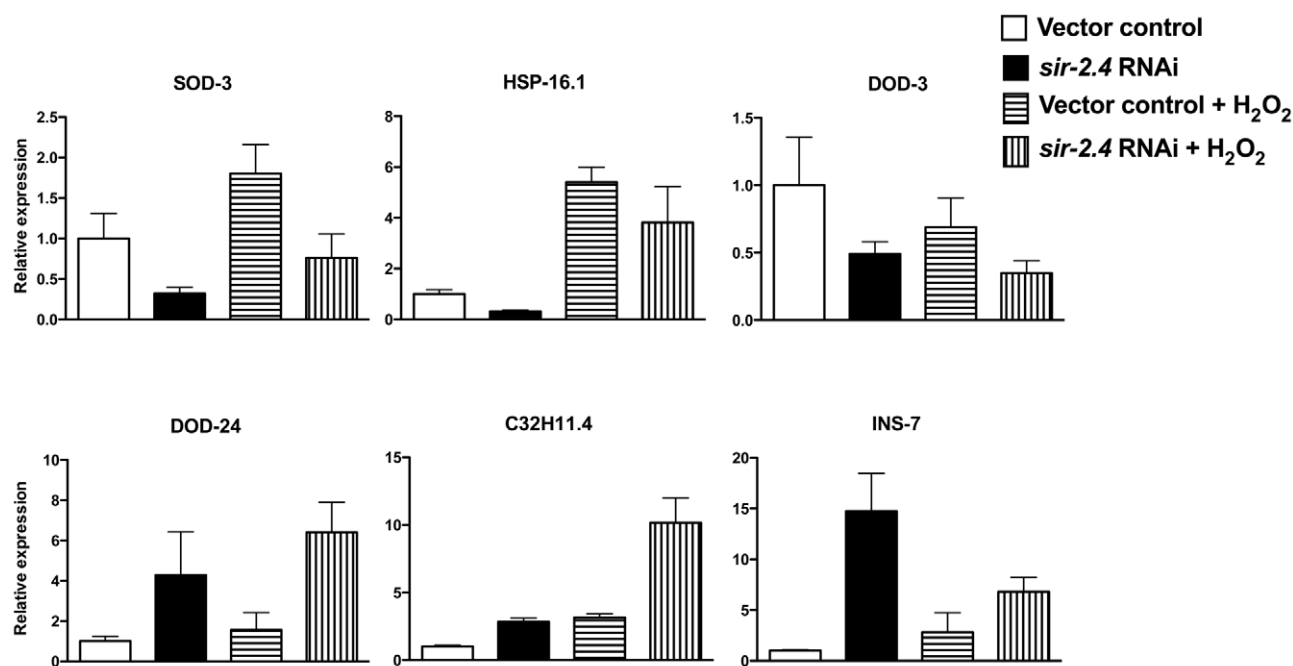 Vector control
sir-2.4 RNAi
Vector control + H₂O₂
sir-2.4 RNAi + H₂O₂
SOD-3
HSP-16.1
DOD-3
Relative expression
2.5
2.0
1.5
1.0
0.5
0.0
8
6
4
2
0
1.5
1.0
0.5
0.0
DOD-24
C32H11.4
INS-7
Relative expression
10
8
6
4
2
0
15
10
5
0
20
15
10
5
0